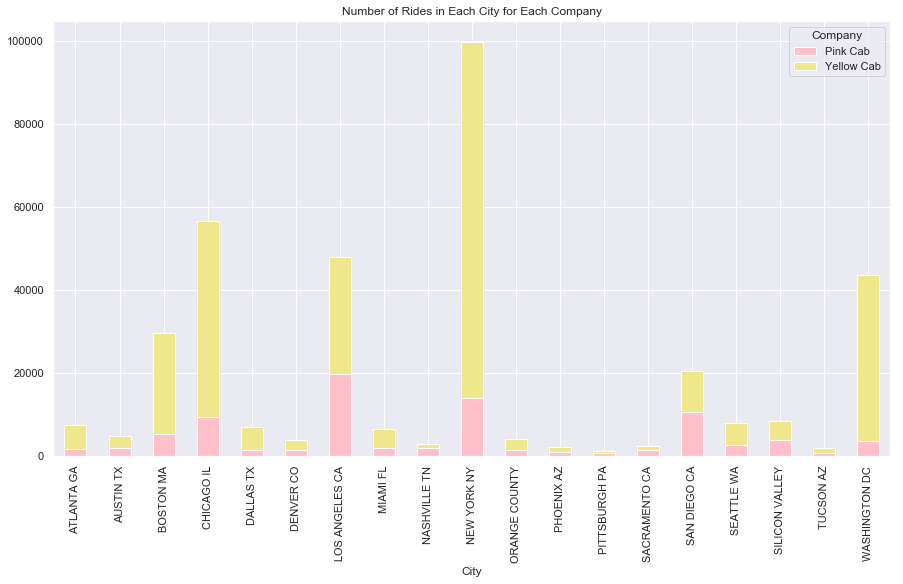 Number of Rides in Each City for Each Company
Company
Pink Cab
Yellow Cab
100000
80000
60000
40000
20000
0
ATLANTA GA
AUSTIN TX
BOSTON MA
CHICAGO IL
DALLAS TX
DENVER CO
LOS ANGELES CA
MIAMI FL
NASHVILLE TN
NEW YORK NY
ORANGE COUNTY
PHOENIX AZ
PITTSBURGH PA
SACRAMENTO CA
SAN DIEGO CA
SEATTLE WA
SILICON VALLEY
TUCSON AZ
WASHINGTON DC
City